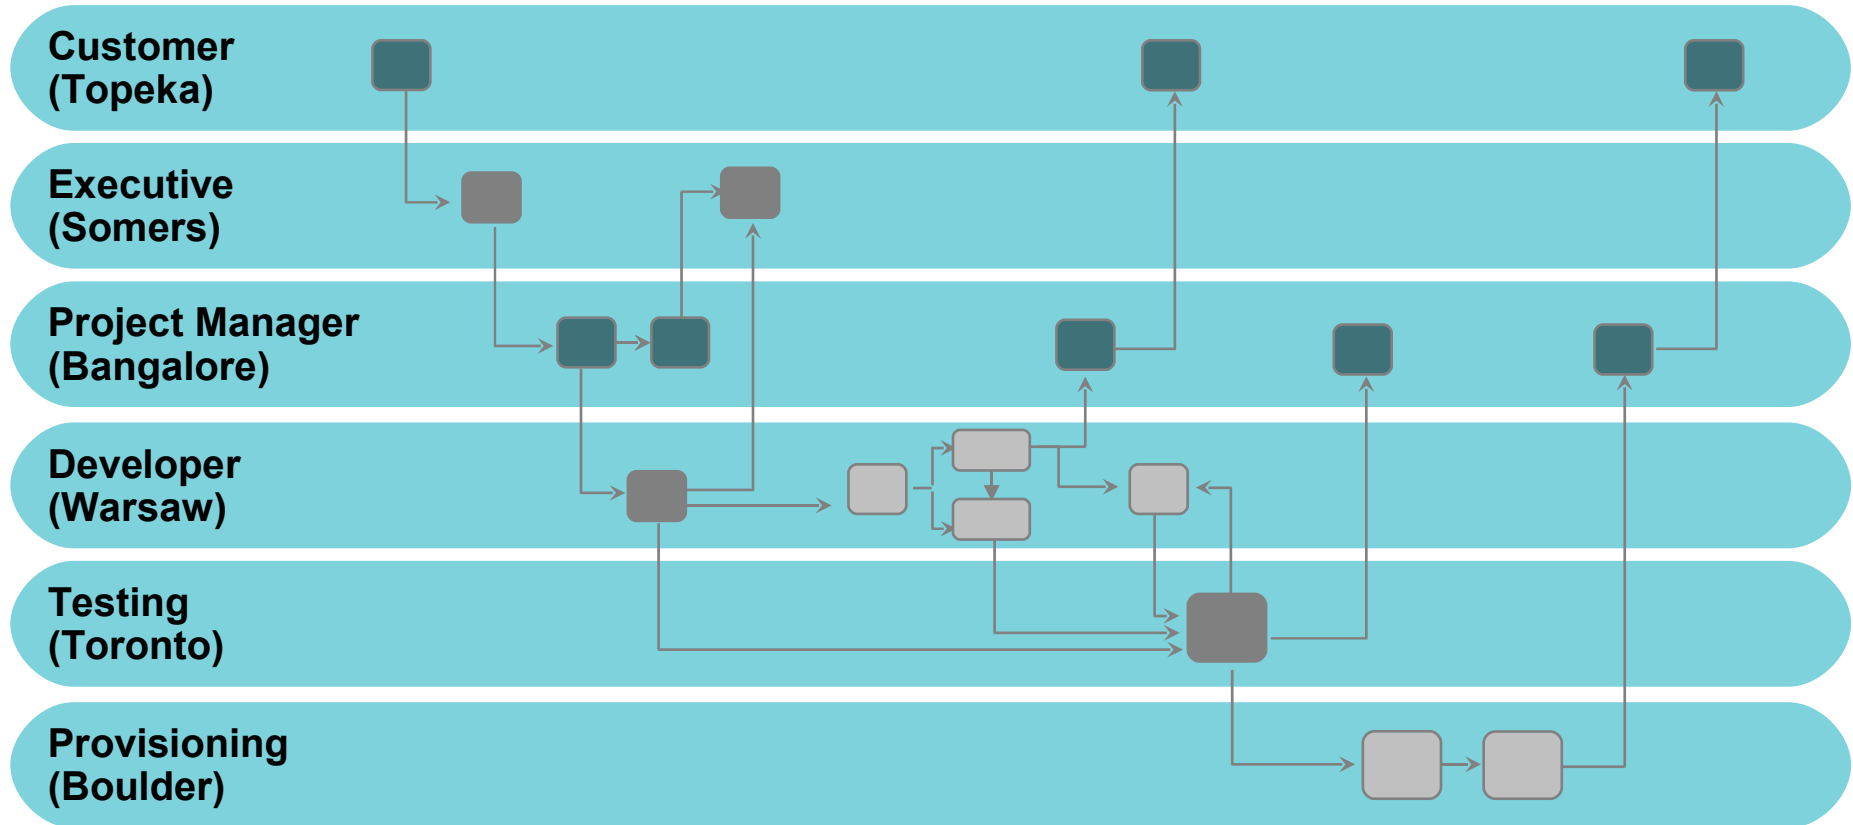 Customer
(Topeka)
Executive
(Somers)
Project Manager
(Bangalore)
Developer
(Warsaw)
Testing
(Toronto)
Provisioning
(Boulder)